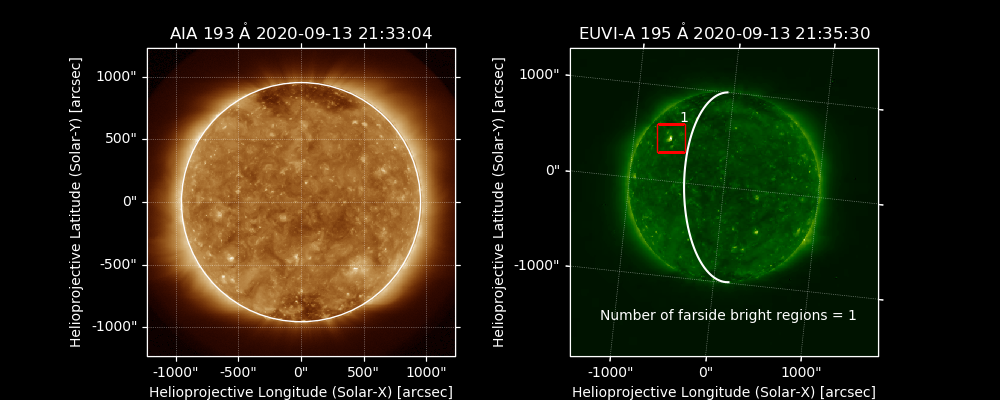 AIA 193 Å 2020-09-13 21:33:04
Helioprojective Latitude (Solar-Y) [arcsec]
1000"
500"
0"
-500"
-1000"
-1000" -500" 0" 500" 1000"
Helioprojective Longitude (Solar-X) [arcsec]
EUVI-A 195 Å 2020-09-13 21:35:30
Helioprojective Latitude (Solar-Y) [arcsec]
1000"
0"
-1000"
1
Number of farside bright regions = 1
-1000" 0" 1000"
Helioprojective Longitude (Solar-X) [arcsec]